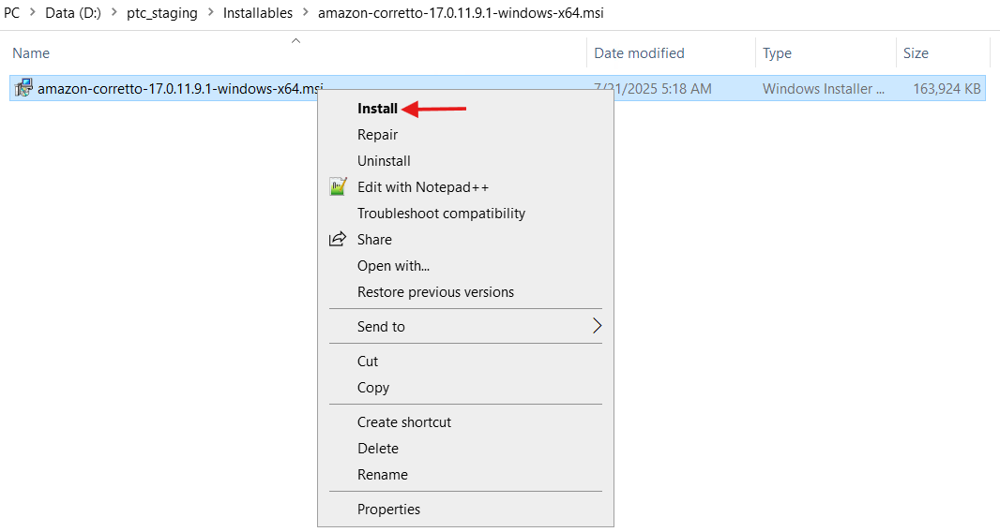 PC > Data (D:) > ptc_staging > Installables > amazon-corretto-17.0.11.9.1-windows-x64.msi
Name Date modified Type Size
amazon-corretto-17.0.11.9.1-windows-x64.msi 7/21/2025 5:18 AM Windows Installer ... 163,924 KB
Install
Repair
Uninstall
Edit with Notepad++
Troubleshoot compatibility
Share
Open with...
Restore previous versions
Send to
Cut
Copy
Create shortcut
Delete
Rename
Properties